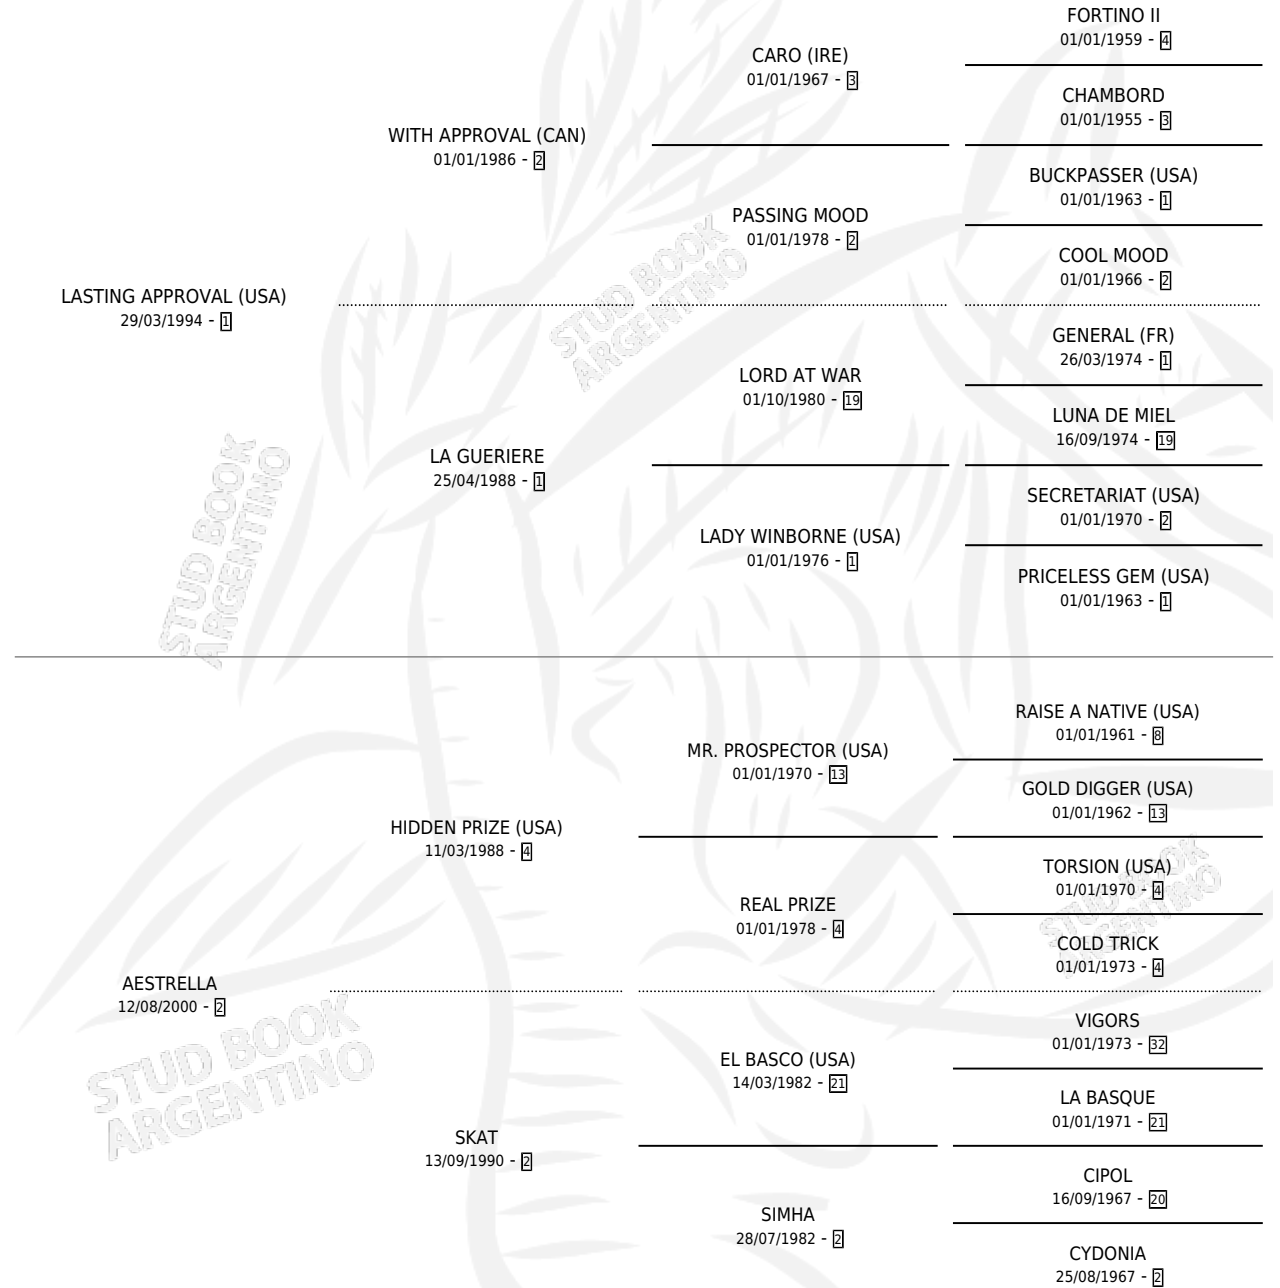 FORTINO II
01/01/1959 - 4
CARO (IRE)
01/01/1967 - 3
CHAMBORD
01/01/1955 - 3
WITH APPROVAL (CAN)
01/01/1986 - 2
BUCKPASSER (USA)
01/01/1963 - 1
PASSING MOOD
01/01/1978 - 2
COOL MOOD
01/01/1966 - 2
LASTING APPROVAL (USA)
29/03/1994 - 1
GENERAL (FR)
26/03/1974 - 1
LORD AT WAR
01/10/1980 - 19
LUNA DE MIEL
16/09/1974 - 19
LA GUERIERE
25/04/1988 - 1
SECRETARIAT (USA)
01/01/1970 - 2
LADY WINBORNE (USA)
01/01/1976 - 1
PRICELESS GEM (USA)
01/01/1963 - 1
RAISE A NATIVE (USA)
01/01/1961 - 8
MR. PROSPECTOR (USA)
01/01/1970 - 13
GOLD DIGGER (USA)
01/01/1962 - 13
HIDDEN PRIZE (USA)
11/03/1988 - 4
TORSION (USA)
01/01/1970 - 4
REAL PRIZE
01/01/1978 - 4
COLD TRICK
01/01/1973 - 4
AESTRELLA
12/08/2000 - 2
VIGORS
01/01/1973 - 32
EL BASCO (USA)
14/03/1982 - 21
LA BASQUE
01/01/1971 - 21
SKAT
13/09/1990 - 2
CIPOL
16/09/1967 - 20
SIMHA
28/07/1982 - 2
CYDONIA
25/08/1967 - 2
STUD BOOK
ARGENTINO
STUD BOOK
ARGENTINO
STUD BOOK
ARGENTINO
STUD BOOK
ARGENTINO